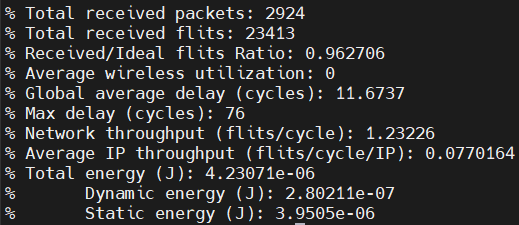 % Total received packets: 2924
% Total received flits: 23413
% Received/Ideal flits Ratio: 0.962706
% Average wireless utilization: 0
% Global average delay (cycles): 11.6737
% Max delay (cycles): 76
% Network throughput (flits/cycle): 1.23226
% Average IP throughput (flits/cycle/IP): 0.0770164
% Total energy (J): 4.23071e-06
%       Dynamic energy (J): 2.80211e-07
%       Static energy (J): 3.9505e-06